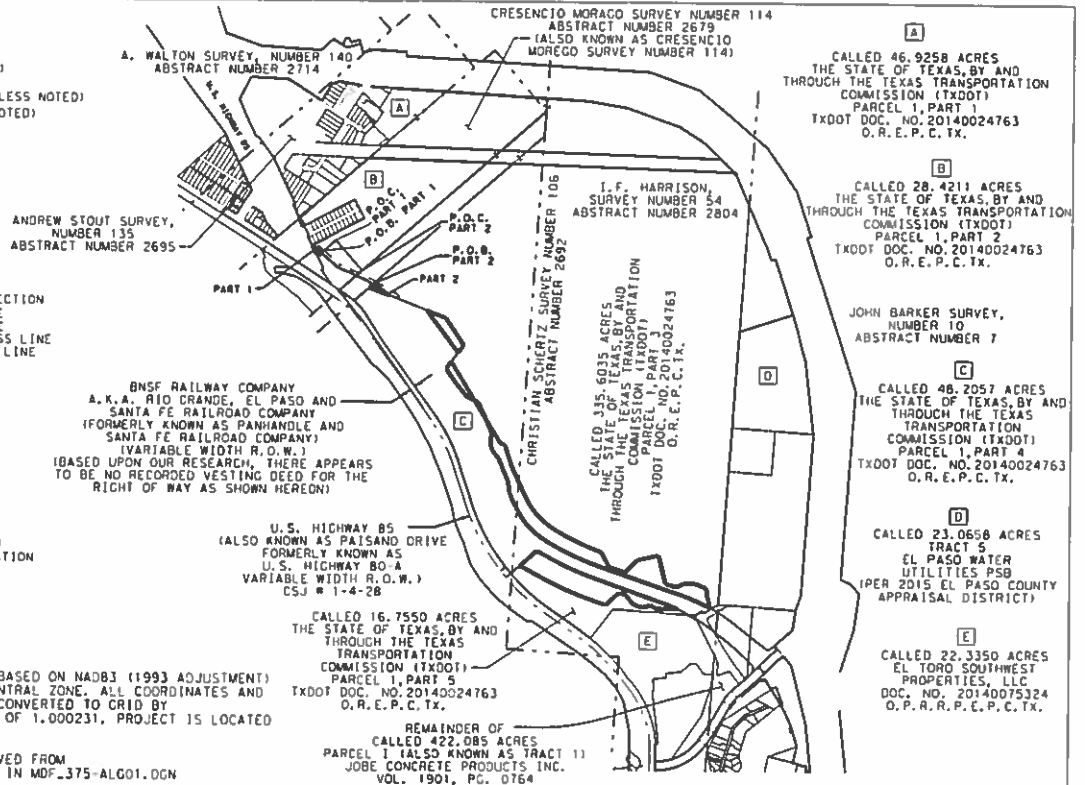 CRESENCIO MORAGO SURVEY NUMBER 114
ABSTRACT NUMBER 2679
(ALSO KNOWN AS CRESENCIO
MOREGO SURVEY NUMBER 114)
A. WALTON SURVEY, NUMBER 140
ABSTRACT NUMBER 2714
LESS NOTED)
OTED)
U.S. HIGHWAY 85
A
B
ANDREW STOUT SURVEY,
NUMBER 135
ABSTRACT NUMBER 2695
P.O.C.
PART 1
P.O.B. PART 1
P.O.C.
PART 2
P.O.B.
PART 2
PART 1
PART 2
I.F. HARRISON,
SURVEY NUMBER 54
ABSTRACT NUMBER 2804
CHRISTIAN SCHERTZ SURVEY NUMBER 106
ABSTRACT NUMBER 2692
CALLED 335.6035 ACRES
THE STATE OF TEXAS, BY AND
THROUGH THE TEXAS TRANSPORTATION
COMMISSION (TXDOT)
PARCEL 1, PART 3
TXDOT DOC. NO. 20140024763
O.R.E.P.C.TX.
D
C
E
ECTION
SS LINE
LINE
BNSF RAILWAY COMPANY
A.K.A. RIO GRANDE, EL PASO AND
SANTA FE RAILROAD COMPANY
(FORMERLY KNOWN AS PANHANDLE AND
SANTA FE RAILROAD COMPANY)
(VARIABLE WIDTH R.O.W.)
(BASED UPON OUR RESEARCH, THERE APPEARS
TO BE NO RECORDED VESTING DEED FOR THE
RIGHT OF WAY AS SHOWN HEREON)
U.S. HIGHWAY 85
(ALSO KNOWN AS PAISANO DRIVE
FORMERLY KNOWN AS
U.S. HIGHWAY 80-A
VARIABLE WIDTH R.O.W.)
CSJ # 1-4-28
ATION
CALLED 16.7550 ACRES
THE STATE OF TEXAS, BY AND
THROUGH THE TEXAS
TRANSPORTATION
COMMISSION (TXDOT)
PARCEL 1, PART 5
TXDOT DOC. NO. 20140024763
O.R.E.P.C.TX.
BASED ON NAD83 (1993 ADJUSTMENT)
NTRAL ZONE. ALL COORDINATES AND
CONVERTED TO GRID BY
OF 1.000231. PROJECT IS LOCATED
VED FROM
IN MDF_375-ALG01.DGN
REMAINDER OF
CALLED 422.085 ACRES
PARCEL I (ALSO KNOWN AS TRACT 1)
JOBE CONCRETE PRODUCTS INC.
VOL. 1901, PG. 0764
A
CALLED 46.9258 ACRES
THE STATE OF TEXAS, BY AND
THROUGH THE TEXAS TRANSPORTATION
COMMISSION (TXDOT)
PARCEL 1, PART 1
TXDOT DOC. NO. 20140024763
O.R.E.P.C.TX.
B
CALLED 28.4211 ACRES
THE STATE OF TEXAS, BY AND
THROUGH THE TEXAS TRANSPORTATION
COMMISSION (TXDOT)
PARCEL 1, PART 2
TXDOT DOC. NO. 20140024763
O.R.E.P.C.TX.
JOHN BARKER SURVEY,
NUMBER 10
ABSTRACT NUMBER 7
C
CALLED 48.2057 ACRES
THE STATE OF TEXAS, BY AND
THROUGH THE TEXAS
TRANSPORTATION
COMMISSION (TXDOT)
PARCEL 1, PART 4
TXDOT DOC. NO. 20140024763
O.R.E.P.C.TX.
D
CALLED 23.0658 ACRES
TRACT 5
EL PASO WATER
UTILITIES PSB
(PER 2015 EL PASO COUNTY
APPRAISAL DISTRICT)
E
CALLED 22.3350 ACRES
EL TORO SOUTHWEST
PROPERTIES, LLC
DOC. NO. 20140075324
O.P.R.R.P.E.P.C.TX.